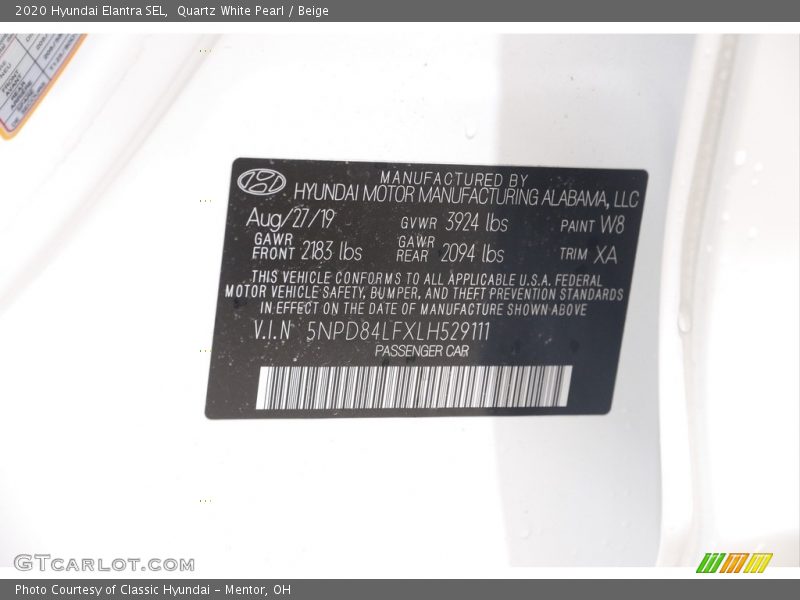 2020 Hyundai Elantra SEL, Quartz White Pearl / Beige
MANUFACTURED BY
HYUNDAI MOTOR MANUFACTURING ALABAMA, LLC
Aug/27/19 GVWR 3924 lbs PAINT W8
GAWR FRONT 2183 lbs GAWR REAR 2094 lbs TRIM XA
THIS VEHICLE CONFORMS TO ALL APPLICABLE U.S.A. FEDERAL
MOTOR VEHICLE SAFETY, BUMPER, AND THEFT PREVENTION STANDARDS
IN EFFECT ON THE DATE OF MANUFACTURE SHOWN ABOVE
V.I.N 5NPD84LFXLH529111
PASSENGER CAR
GTCARLOT.COM
Photo Courtesy of Classic Hyundai - Mentor, OH